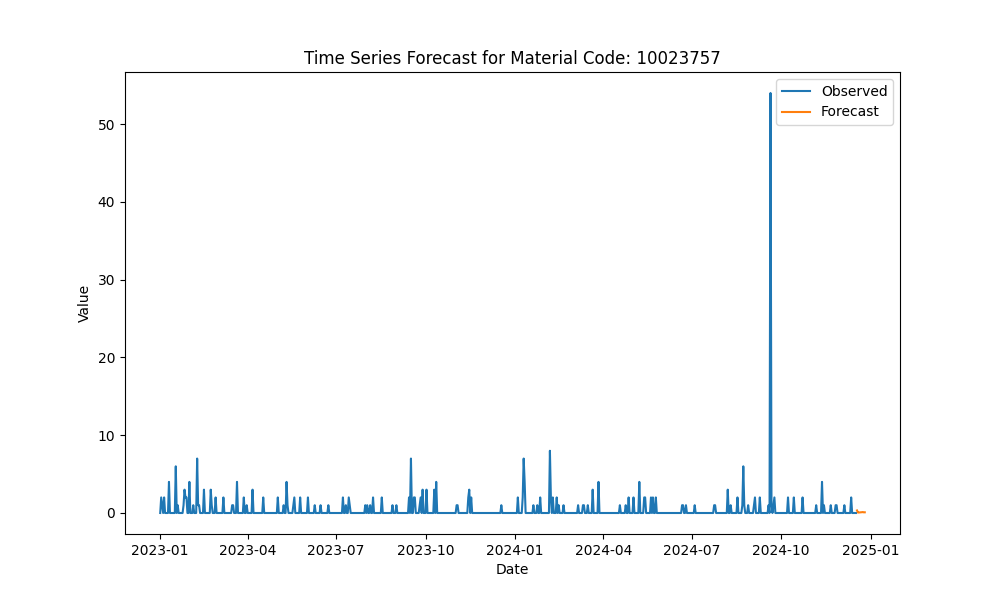 Time Series Forecast for Material Code: 10023757
Observed
Forecast
Value
50
40
30
20
10
0
2023-01 2023-04 2023-07 2023-10 2024-01 2024-04 2024-07 2024-10 2025-01
Date